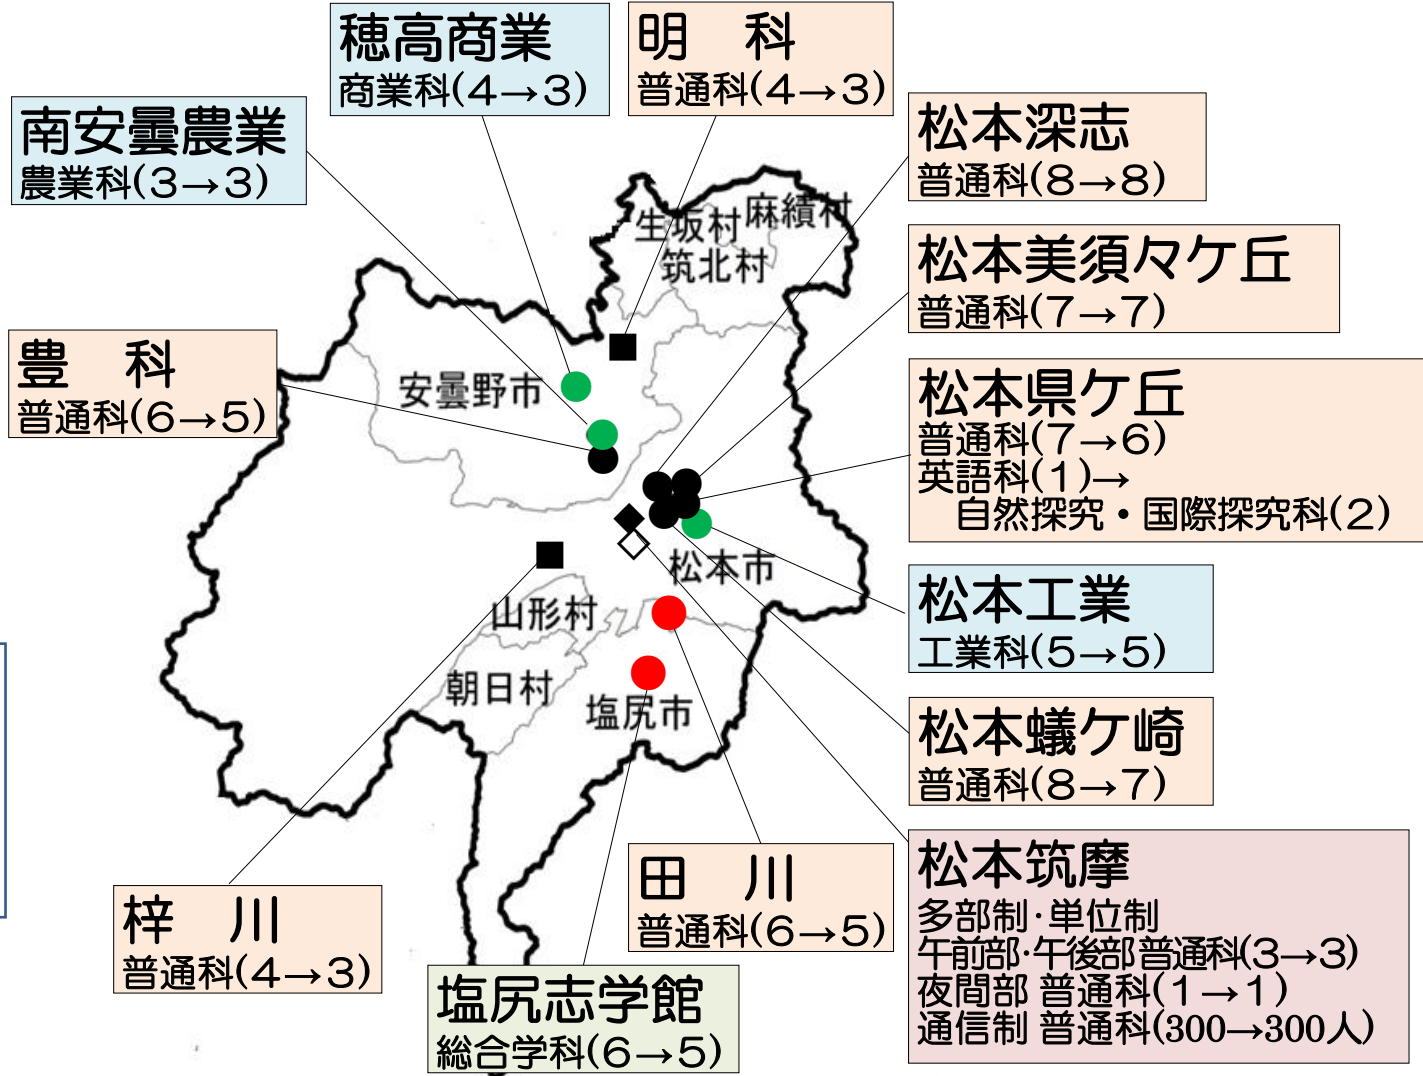 穂高商業
商業科(4→3)
明　科
普通科(4→3)
南安曇農業
農業科(3→3)
松本深志
普通科(8→8)
生坂村
麻績村
筑北村
松本美須々ケ丘
普通科(7→7)
豊　科
普通科(6→5)
安曇野市
松本県ケ丘
普通科(7→6)
英語科(1)→
自然探究・国際探究科(2)
松本市
松本工業
工業科(5→5)
山形村
朝日村
塩尻市
松本蟻ケ崎
普通科(8→7)
松本筑摩
多部制・単位制
午前部・午後部 普通科(3→3)
夜間部 普通科(1→1)
通信制 普通科(300→300人)
田　川
普通科(6→5)
梓　川
普通科(4→3)
塩尻志学館
総合学科(6→5)